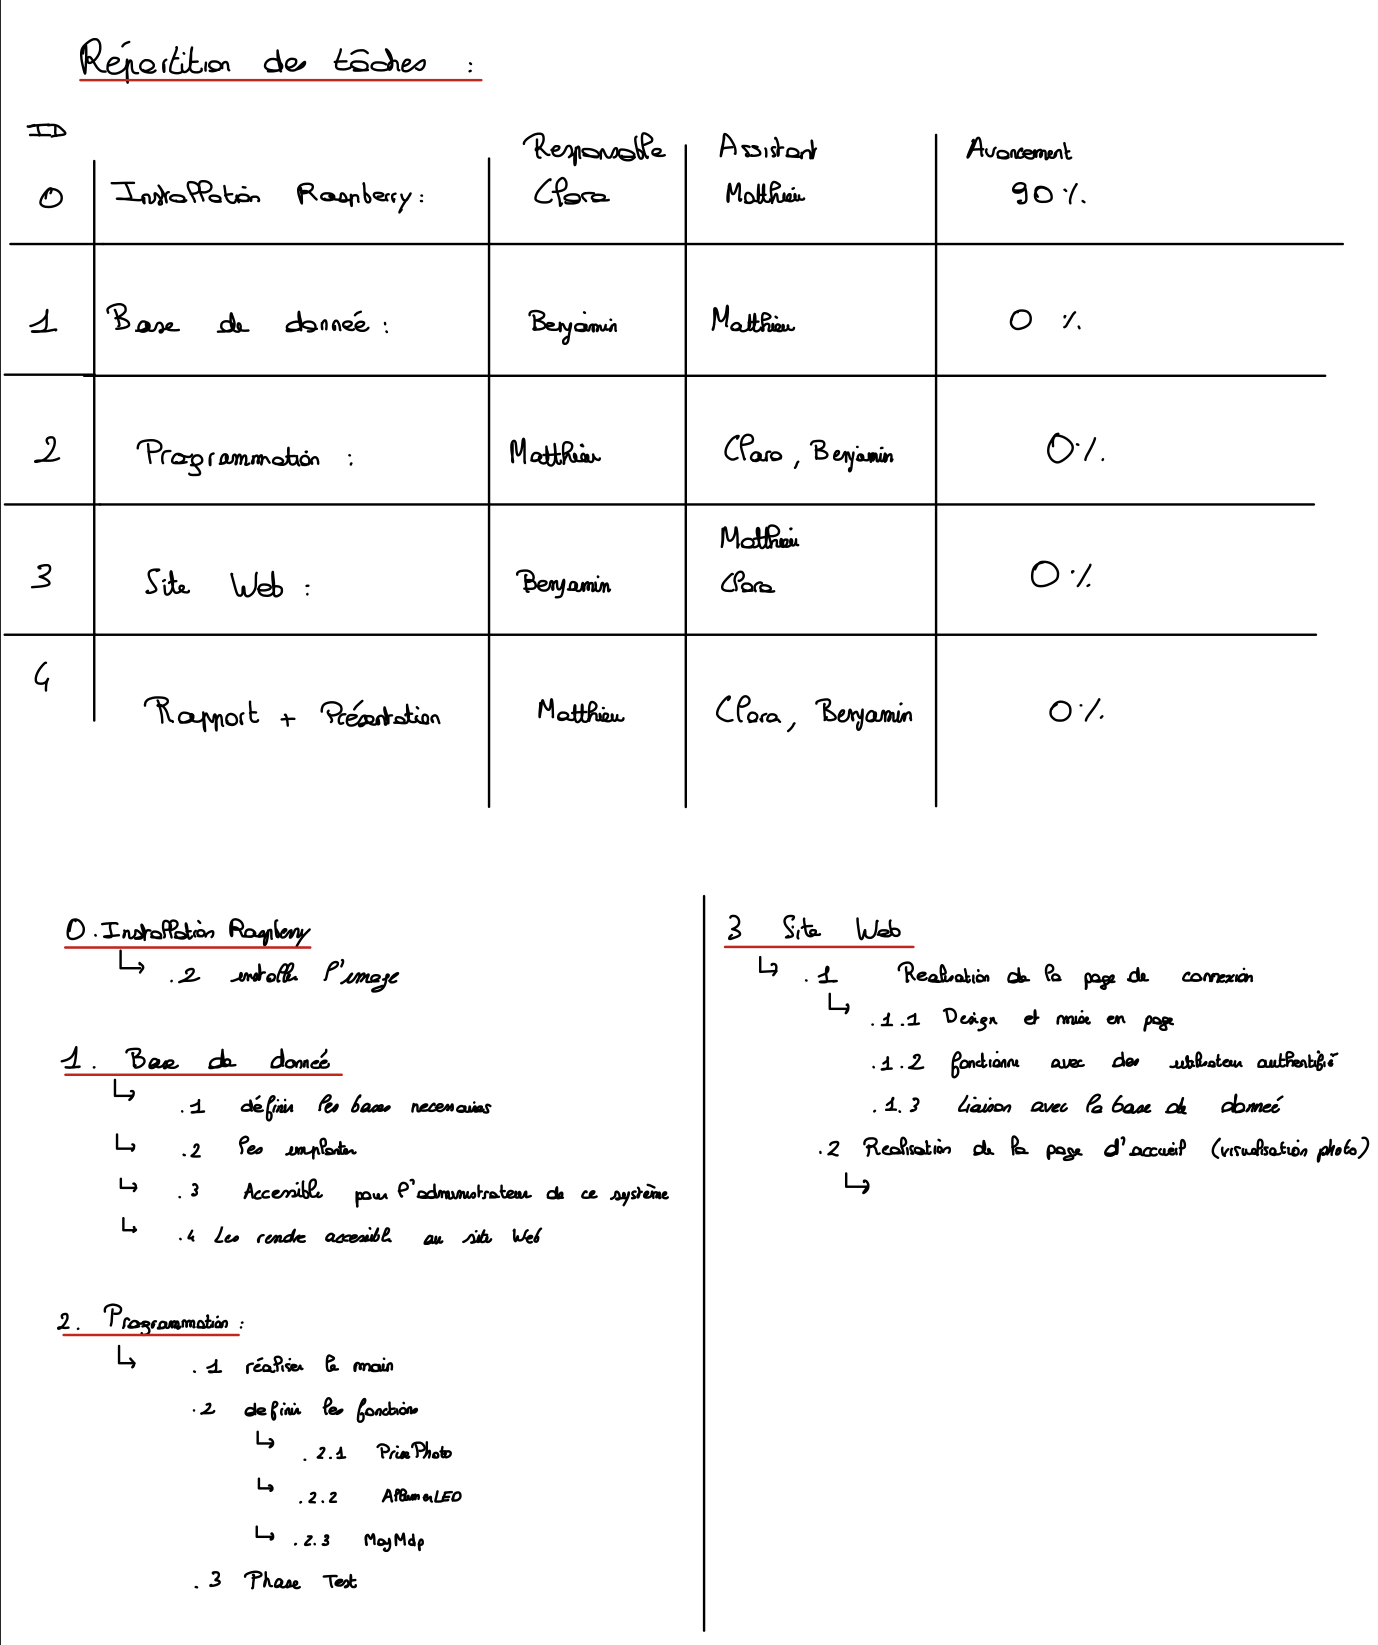 Répartition des tâches :
ID Responsable Assistant Avancement
0 Installation Raspberry : Clara Matthieu 90 %
1 Base de donnée : Benjamin Matthieu 0 %
2 Programmation : Matthieu Clara, Benjamin 0 %
Matthieu
3 Site Web : Benjamin Clara 0 %
4 Rapport + Présentation Matthieu Clara, Benjamin 0 %
0. Installation Raspberry
.2 installer l'image
1. Base de donneé
.1 définir les bases necessaires
.2 les implanter
.3 Accessible pour l'administrateur de ce système
.4 Les rendre accessible au site Web
2. Programmation :
.1 réaliser le main
.2 definir les fonctions
.2.1 PrisePhoto
.2.2 AllumerLED
.2.3
.3 Phase Test
3 Site Web
.1 Realisation de la page de connexion
.1.1 Design et mise en page
.1.2 fonctionne avec des utilisateur authentifié
.1.3 Liaison avec la base de donneé
.2 Realisation de la page d'accueil (visualisation photo)